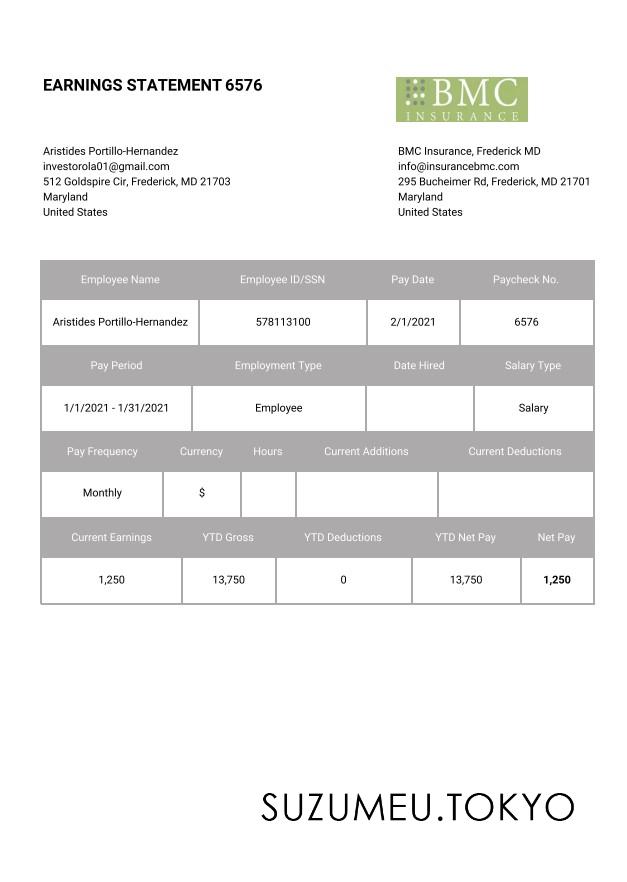 EARNINGS STATEMENT 6576
BMC
INSURANCE
Aristides Portillo-Hernandez
investorola01@gmail.com
512 Goldspire Cir, Frederick, MD 21703
Maryland
United States
BMC Insurance, Frederick MD
info@insurancebmc.com
295 Bucheimer Rd, Frederick, MD 21701
Maryland
United States
Employee Name Employee ID/SSN Pay Date Paycheck No.
Aristides Portillo-Hernandez 578113100 2/1/2021 6576
Pay Period Employment Type Date Hired Salary Type
1/1/2021 - 1/31/2021 Employee Salary
Pay Frequency Currency Hours Current Additions Current Deductions
Monthly $
Current Earnings YTD Gross YTD Deductions YTD Net Pay Net Pay
1,250 13,750 0 13,750 1,250
SUZUMEU.TOKYO